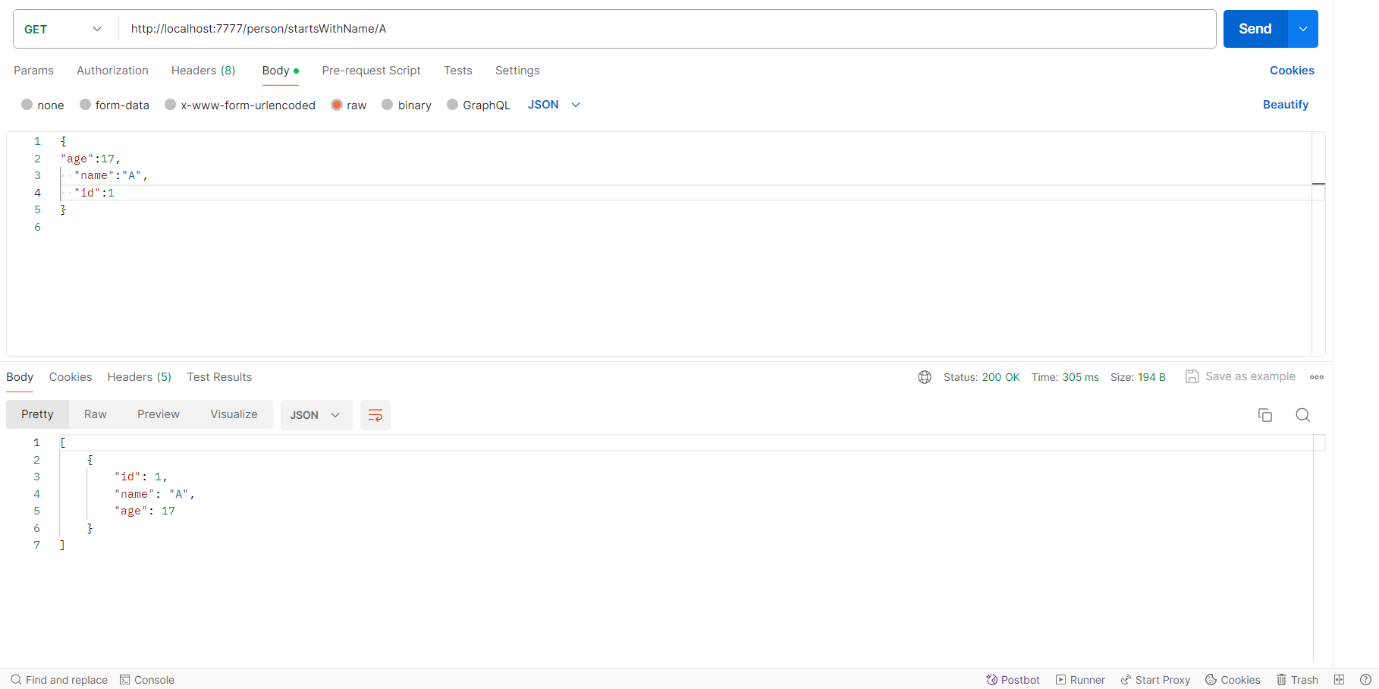 GET http://localhost:7777/person/startsWithName/A Send
Params Authorization Headers (8) Body Pre-request Script Tests Settings Cookies
none form-data x-www-form-urlencoded raw binary GraphQL JSON Beautify
1 {
2 "age":17,
3 "name":"A",
4 "id":1
5 }
6
Body Cookies Headers (5) Test Results Status: 200 OK Time: 305 ms Size: 194 B Save as example
Pretty Raw Preview Visualize JSON
1 [
2 {
3 "id": 1,
4 "name": "A",
5 "age": 17
6 }
7 ]
Find and replace Console Postbot Runner Start Proxy Cookies Trash